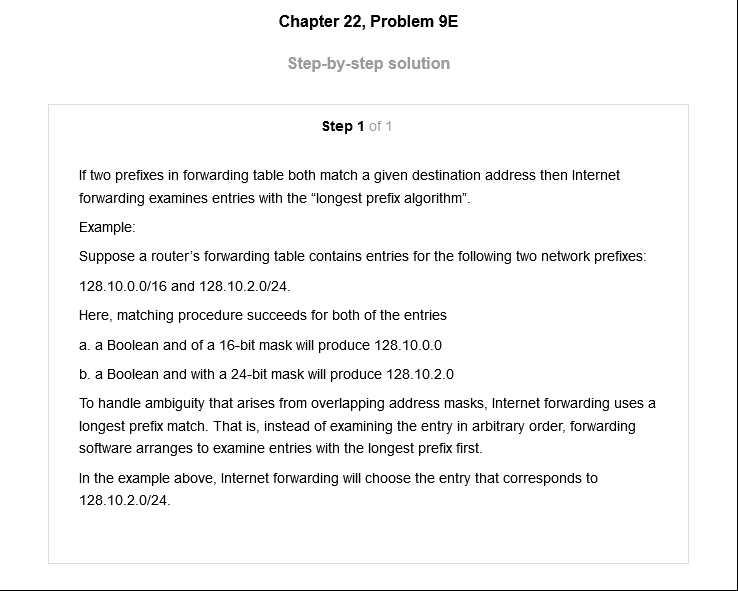 Chapter 22, Problem 9E
Step-by-step solution
Step 1 of 1
If two prefixes in forwarding table both match a given destination address then Internet
forwarding examines entries with the “longest prefix algorithm”.
Example:
Suppose a router’s forwarding table contains entries for the following two network prefixes:
128.10.0.0/16 and 128.10.2.0/24.
Here, matching procedure succeeds for both of the entries
a. a Boolean and of a 16-bit mask will produce 128.10.0.0
b. a Boolean and with a 24-bit mask will produce 128.10.2.0
To handle ambiguity that arises from overlapping address masks, Internet forwarding uses a
longest prefix match. That is, instead of examining the entry in arbitrary order, forwarding
software arranges to examine entries with the longest prefix first.
In the example above, Internet forwarding will choose the entry that corresponds to
128.10.2.0/24.